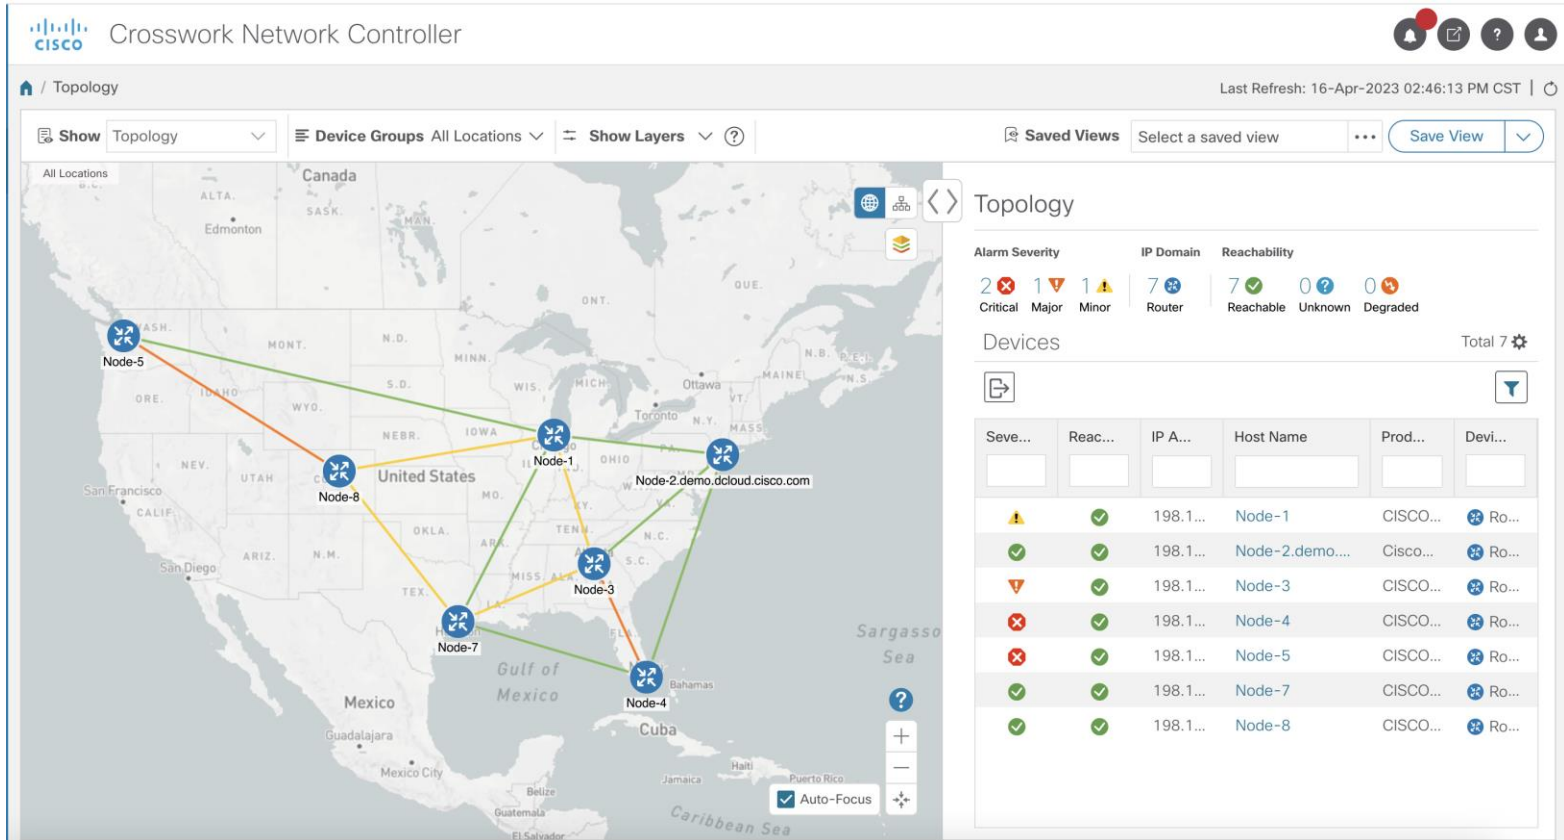 CISCO
Crosswork Network Controller
/ Topology
Last Refresh: 16-Apr-2023 02:46:13 PM CST |
Show Topology
Device Groups All Locations
Show Layers
Saved Views Select a saved view
Save View
All Locations
Canada
ALTA.
SASK.
MAN.
Edmonton
ONT.
QUE.
WASH.
Node-5
MONT.
N.D.
MINN.
N.B.
P.E.I.
S.D.
WIS.
MICH.
Ottawa
MAINE
N.S.
ORE.
IDAHO
WYO.
VT.
Toronto
N.Y.
MASS.
NEBR.
IOWA
PA.
Chicago
Node-1
OHIO
NEV.
UTAH
United States
Node-2.demo.dcloud.cisco.com
Node-8
MO.
San Francisco
KY.
VA.
CALIF.
OKLA.
TENN.
N.C.
ARK.
ARIZ.
N.M.
S.C.
San Diego
MISS.
ALA.
Node-3
TEX.
LA.
Node-7
FLA.
Sargasso
Sea
Gulf of
Mexico
Bahamas
Mexico
Node-4
Cuba
Guadalajara
Mexico City
Haiti
Jamaica
Puerto Rico
Belize
Auto-Focus
Guatemala
Caribbean Sea
El Salvador
Topology
Alarm Severity IP Domain Reachability
2 1 1 7 7 0 0
Critical Major Minor Router Reachable Unknown Degraded
Devices Total 7
Seve... Reac... IP A... Host Name Prod... Devi...
198.1... Node-1 CISCO... Ro...
198.1... Node-2.demo.... Cisco... Ro...
198.1... Node-3 CISCO... Ro...
198.1... Node-4 CISCO... Ro...
198.1... Node-5 CISCO... Ro...
198.1... Node-7 CISCO... Ro...
198.1... Node-8 CISCO... Ro...